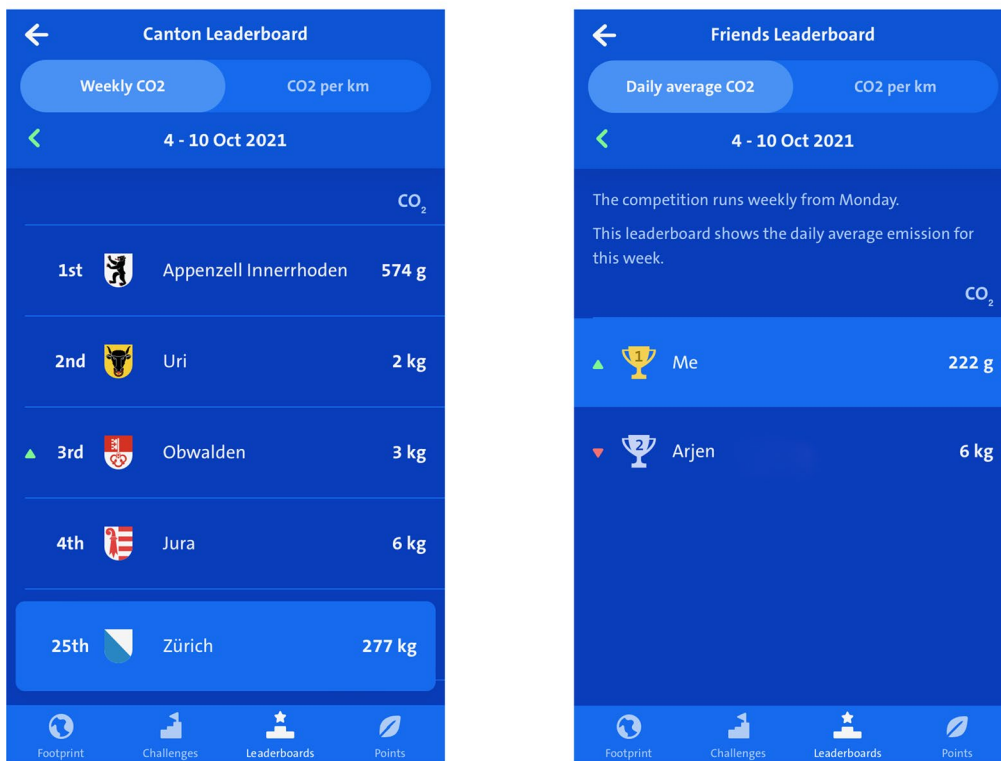 Canton Leaderboard
Weekly CO2
CO2 per km
4 - 10 Oct 2021
CO₂
1st Appenzell Innerrhoden 574 g
2nd Uri 2 kg
3rd Obwalden 3 kg
4th Jura 6 kg
25th Zürich 277 kg
Footprint Challenges Leaderboards Points
Friends Leaderboard
Daily average CO2
CO2 per km
4 - 10 Oct 2021
The competition runs weekly from Monday.
This leaderboard shows the daily average emission for
this week.
CO₂
1 Me 222 g
2 Arjen 6 kg
Footprint Challenges Leaderboards Points